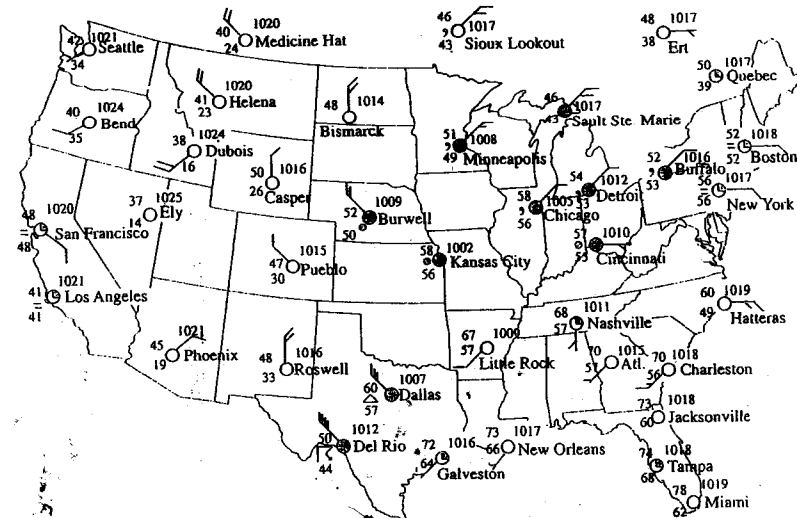 42 1021
Seattle
34
1020
40 Medicine Hat
24
46 1017
9 Sioux Lookout
43
48 1017
38 Ert
50 1017
Quebec
39
1020
41 Helena
23
1014
48
Bismarck
40 1024
Bend
35
38 1024
Dubois
16
50 1016
26
Casper
51 1008
9 Minneapolis
49
46 1017
43 Sault Ste. Marie
52 1018
= Boston
52
52 1016
9 Buffalo
53
56 1017
= New York
56
54 1012
9 Detroit
53
58 1005
9 Chicago
56
1009
52 Burwell
50
37 1025
Ely
14
48 1020
= San Francisco
48
1015
47 Pueblo
30
58 1002
Kansas City
56
1010
Cincinnati
41 1021
= Los Angeles
41
60 1019
49 Hatteras
68 1011
57 Nashville
45 1021
Phoenix
19
1016
48 Roswell
33
67 1009
57
Little Rock
70 1015
57 Atl.
70 1018
56 Charleston
60 1007
Dallas
57
73 1018
60 Jacksonville
1012
50 Del Rio
44
72 1016
64
Galveston
73 1017
66 New Orleans
74 1018
Tampa
68
78 1019
Miami
62